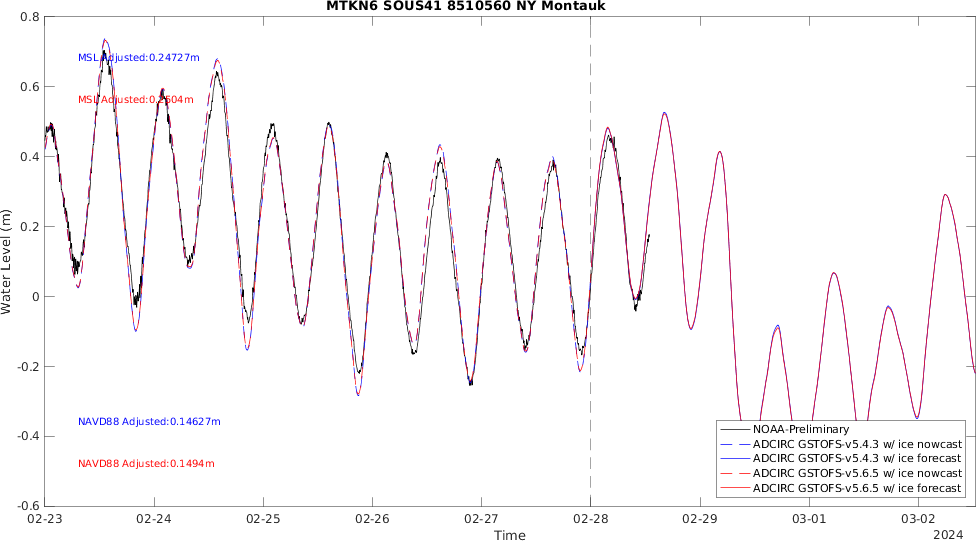 MTKN6 SOUS41 8510560 NY Montauk
0.8
0.6
0.4
0.2
0
-0.2
-0.4
-0.6
Water Level (m)
MSL Adjusted:0.24727m
MSL Adjusted:0.2504m
NAVD88 Adjusted:0.14627m
NAVD88 Adjusted:0.1494m
NOAA-Preliminary
ADCIRC GSTOFS-v5.4.3 w/ ice nowcast
ADCIRC GSTOFS-v5.4.3 w/ ice forecast
ADCIRC GSTOFS-v5.6.5 w/ ice nowcast
ADCIRC GSTOFS-v5.6.5 w/ ice forecast
02-23 02-24 02-25 02-26 02-27 02-28 02-29 03-01 03-02
Time
2024